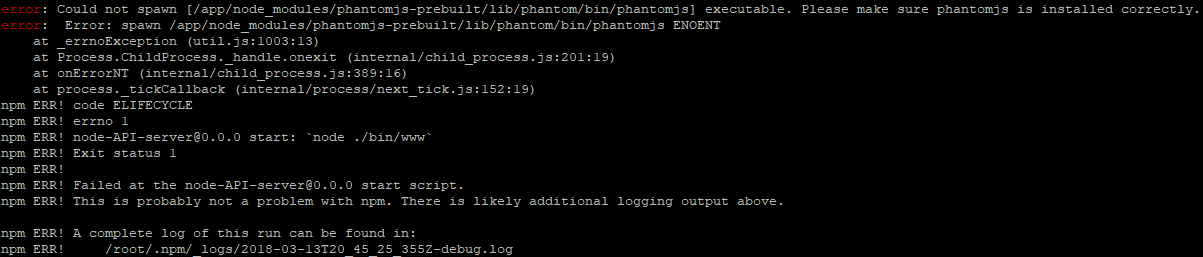 error: Could not spawn [/app/node_modules/phantomjs-prebuilt/lib/phantom/bin/phantomjs] executable. Please make sure phantomjs is installed correctly.
error:  Error: spawn /app/node_modules/phantomjs-prebuilt/lib/phantom/bin/phantomjs ENOENT
    at _errnoException (util.js:1003:13)
    at Process.ChildProcess._handle.onexit (internal/child_process.js:201:19)
    at onErrorNT (internal/child_process.js:389:16)
    at process._tickCallback (internal/process/next_tick.js:152:19)
npm ERR! code ELIFECYCLE
npm ERR! errno 1
npm ERR! node-API-server@0.0.0 start: `node ./bin/www`
npm ERR! Exit status 1
npm ERR!
npm ERR! Failed at the node-API-server@0.0.0 start script.
npm ERR! This is probably not a problem with npm. There is likely additional logging output above.

npm ERR! A complete log of this run can be found in:
npm ERR!     /root/.npm/_logs/2018-03-13T20_45_25_355Z-debug.log